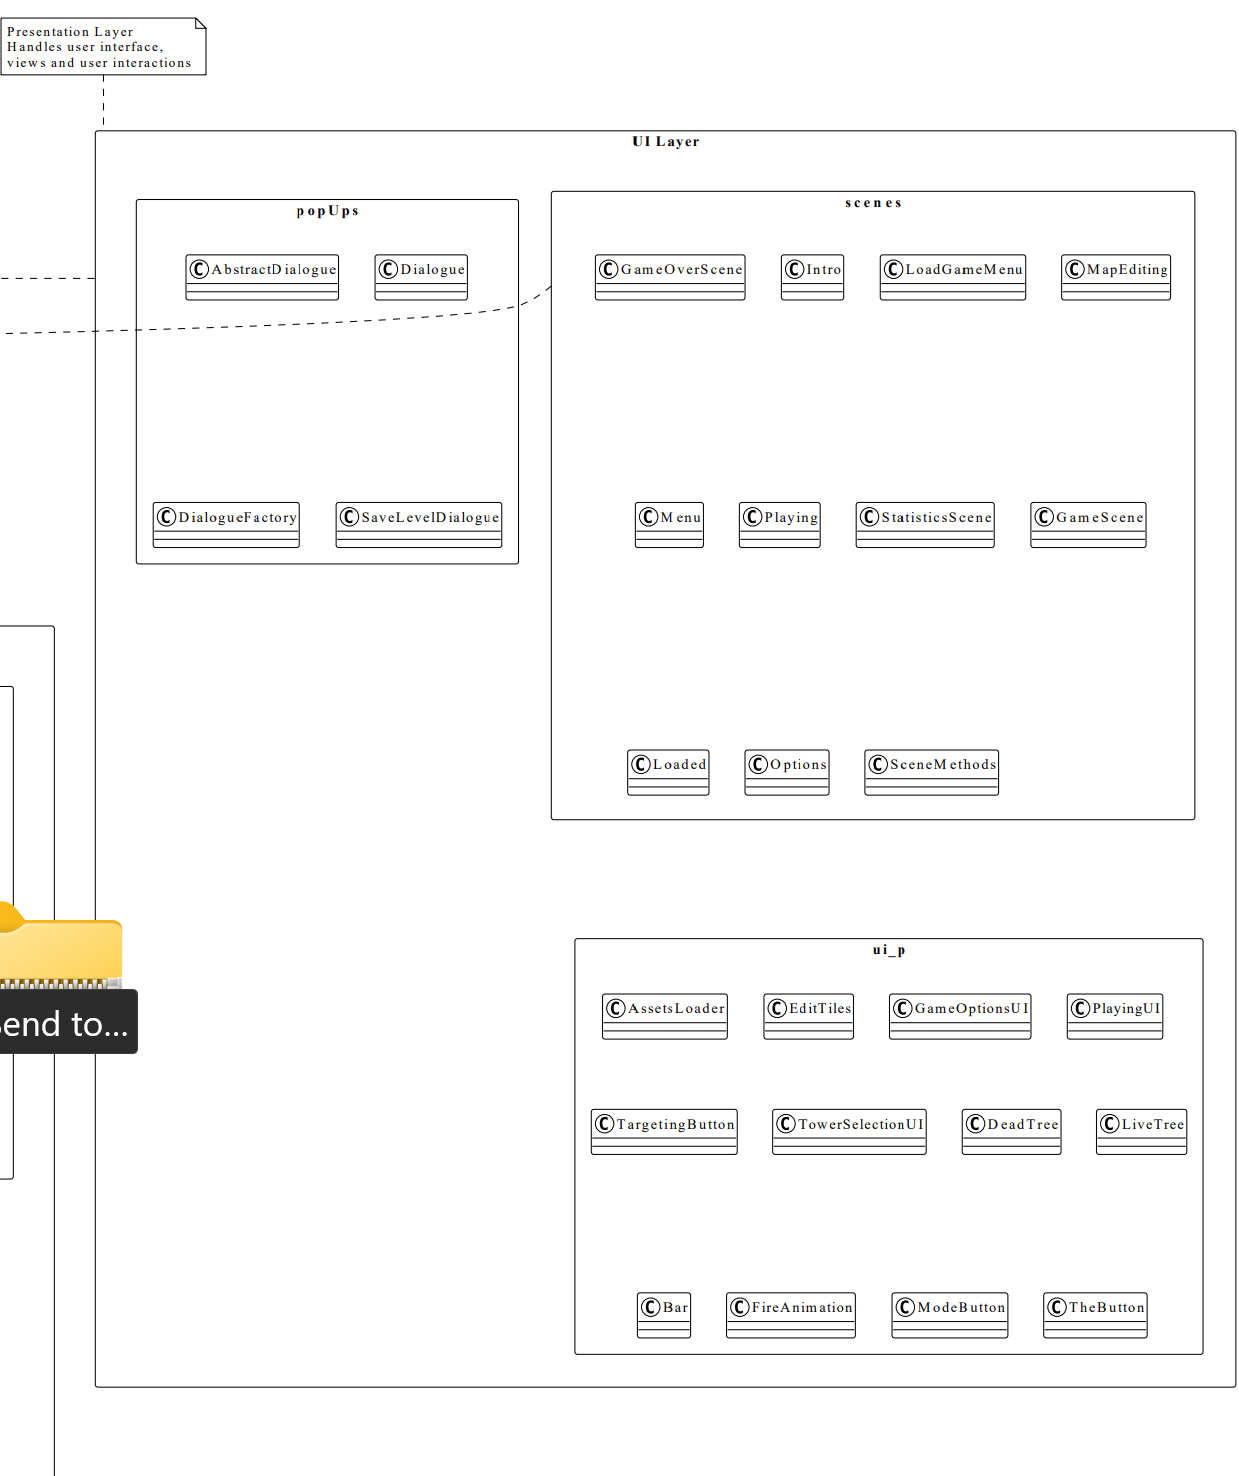 Presentation Layer
Handles user interface,
views and user interactions
UI Layer
popUps
AbstractDialogue
Dialogue
DialogueFactory
SaveLevelDialogue
scenes
GameOverScene
Intro
LoadGameMenu
MapEditing
Menu
Playing
StatisticsScene
GameScene
Loaded
Options
SceneMethods
ui_p
AssetsLoader
EditTiles
GameOptionsUI
PlayingUI
TargetingButton
TowerSelectionUI
DeadTree
LiveTree
Bar
FireAnimation
ModeButton
TheButton
end to...